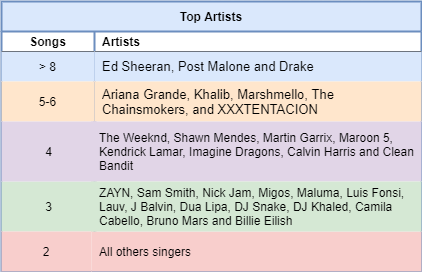 Top Artists
Songs Artists
> 8 Ed Sheeran, Post Malone and Drake
5-6 Ariana Grande, Khalib, Marshmello, The
Chainsmokers, and XXXTENTACION
4 The Weeknd, Shawn Mendes, Martin Garrix, Maroon 5,
Kendrick Lamar, Imagine Dragons, Calvin Harris and Clean
Bandit
3 ZAYN, Sam Smith, Nick Jam, Migos, Maluma, Luis Fonsi,
Lauv, J Balvin, Dua Lipa, DJ Snake, DJ Khaled, Camila
Cabello, Bruno Mars and Billie Eilish
2 All others singers